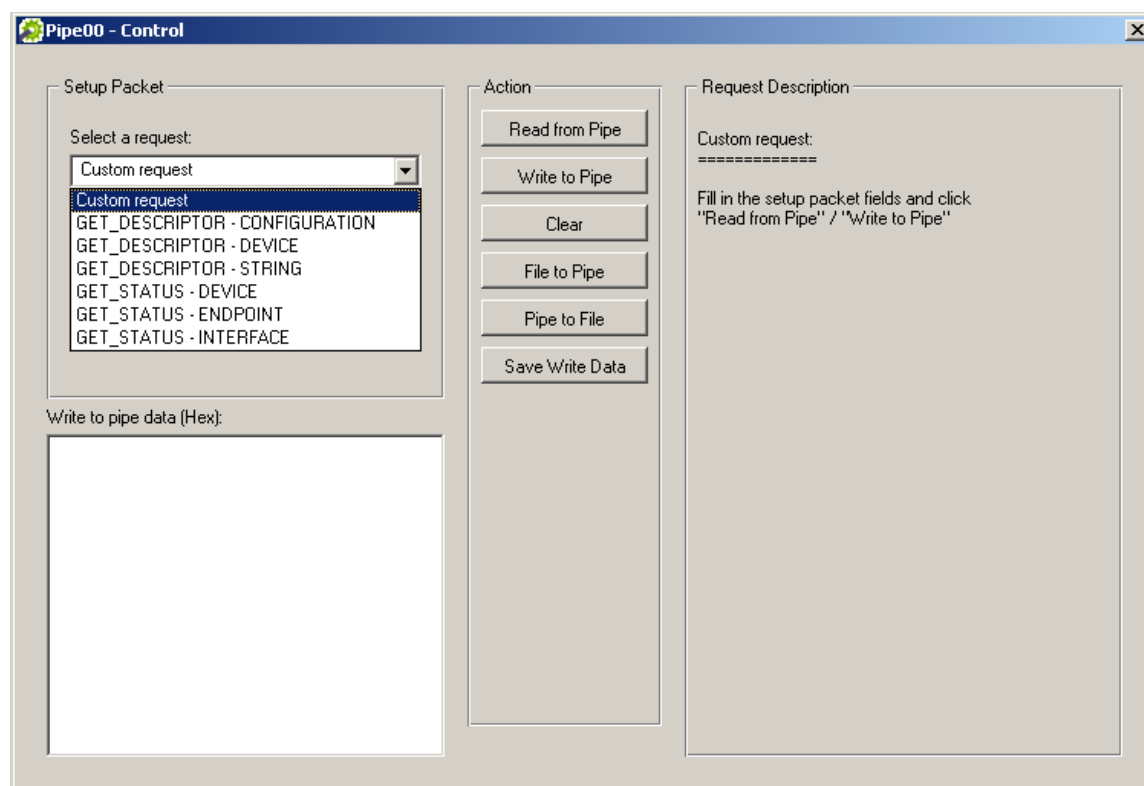 Pipe00 - Control
Setup Packet
Select a request:
Custom request
Custom request
GET_DESCRIPTOR - CONFIGURATION
GET_DESCRIPTOR - DEVICE
GET_DESCRIPTOR - STRING
GET_STATUS - DEVICE
GET_STATUS - ENDPOINT
GET_STATUS - INTERFACE
Write to pipe data (Hex):
Action
Read from Pipe
Write to Pipe
Clear
File to Pipe
Pipe to File
Save Write Data
Request Description
Custom request:
=============
Fill in the setup packet fields and click
"Read from Pipe" / "Write to Pipe"